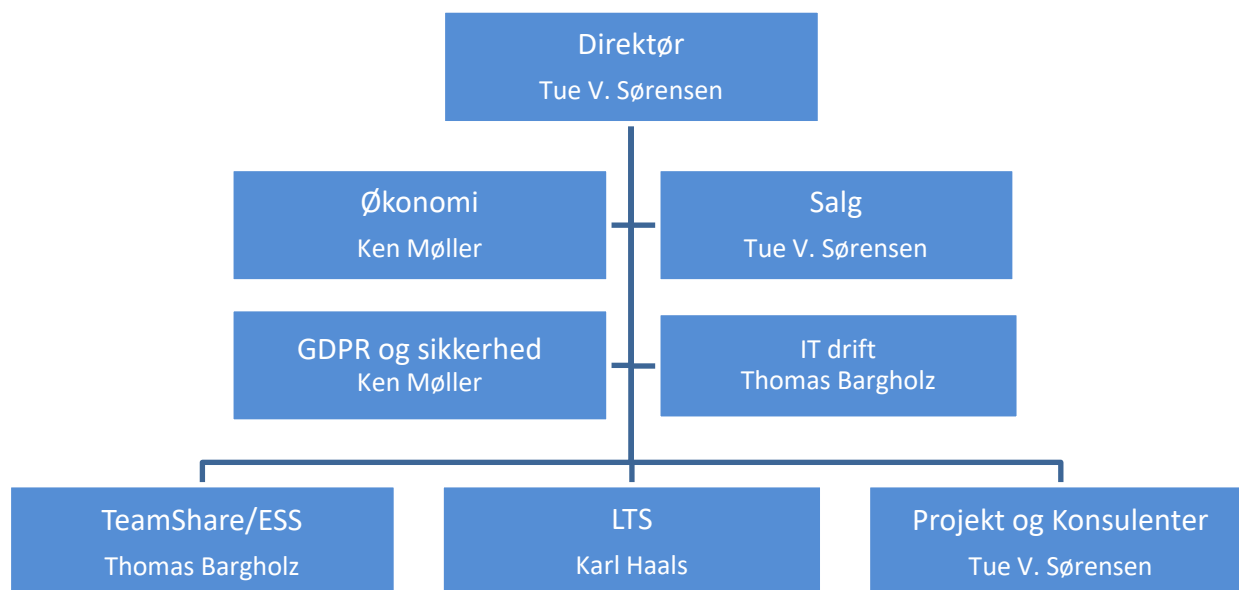 Direktør
Tue V. Sørensen
Økonomi
Ken Møller
Salg
Tue V. Sørensen
GDPR og sikkerhed
Ken Møller
IT drift
Thomas Bargholz
TeamShare/ESS
Thomas Bargholz
LTS
Karl Haals
Projekt og Konsulenter
Tue V. Sørensen